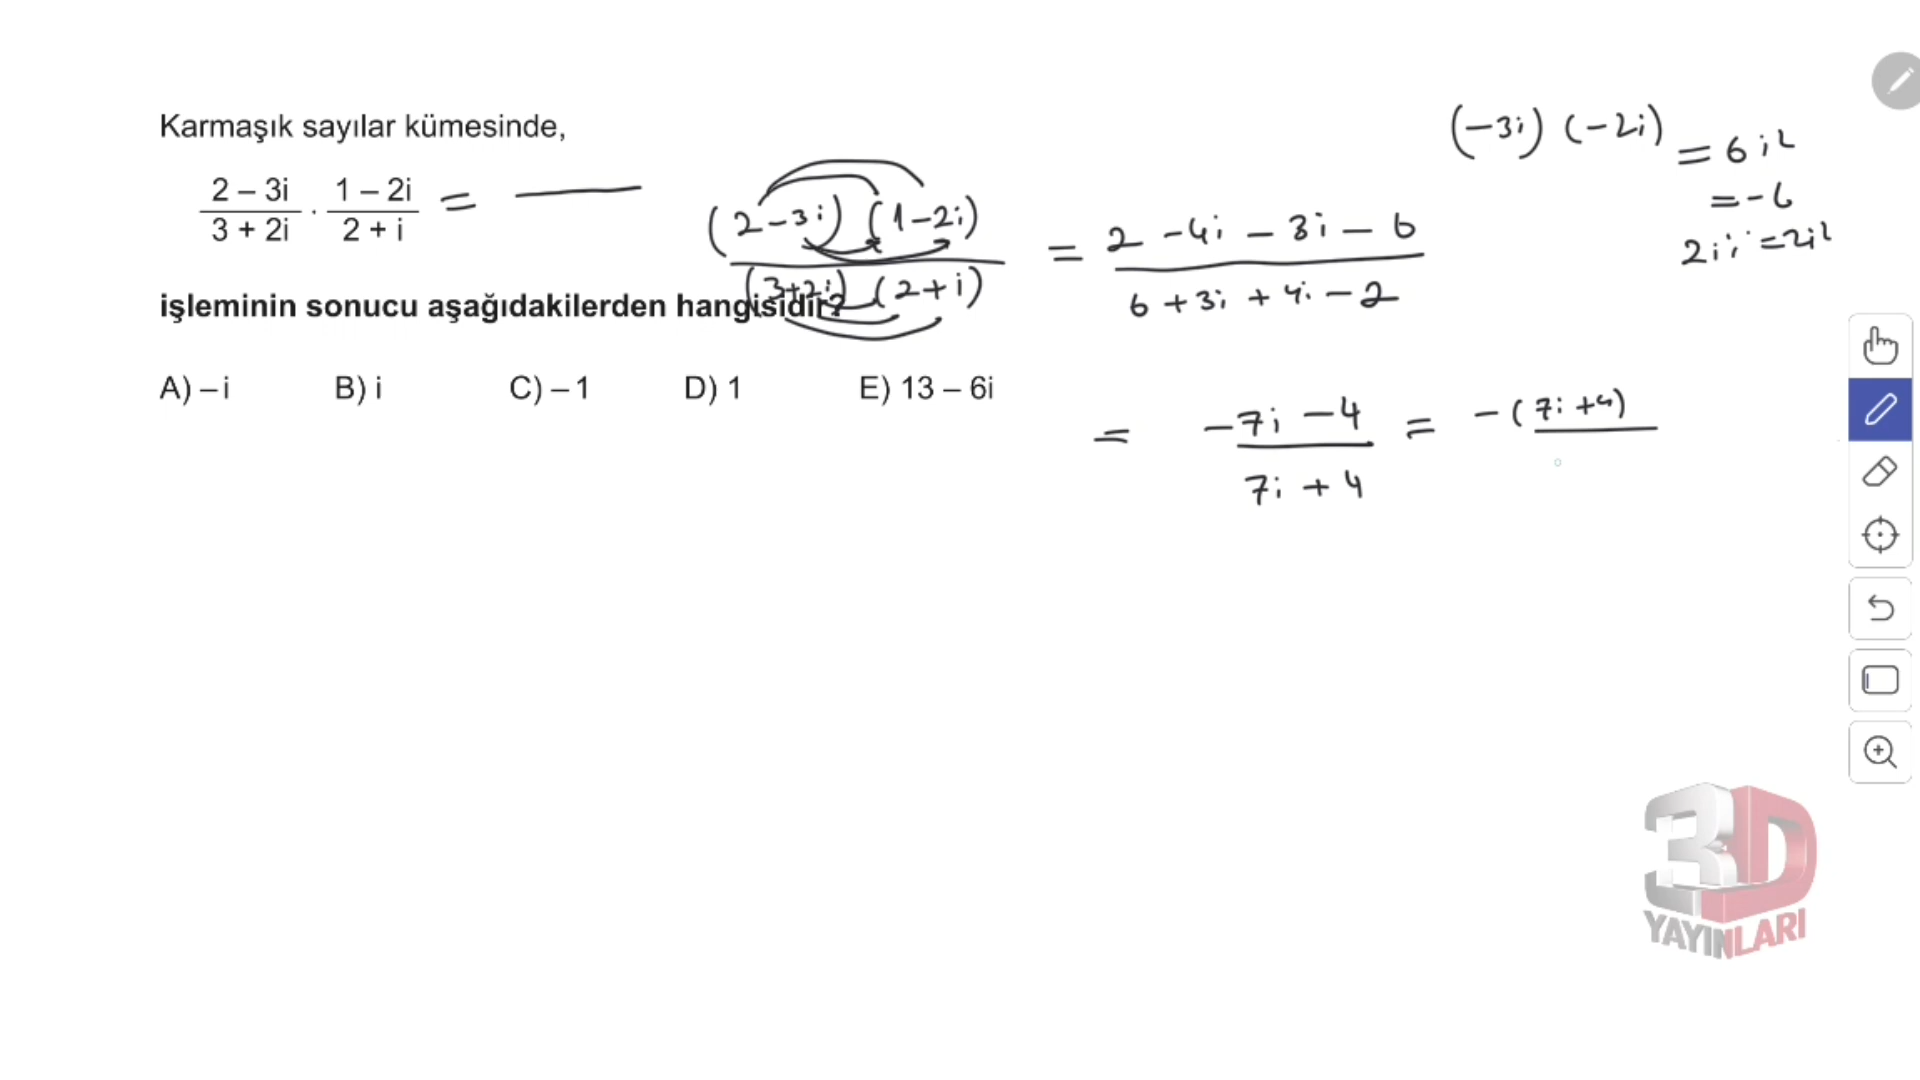 Karmaşık sayılar kümesinde,
2 – 3i / 3 + 2i · 1 – 2i / 2 + i =
işleminin sonucu aşağıdakilerden hangisidir?
A) – i B) i C) – 1 D) 1 E) 13 – 6i
(2-3i) (1-2i) / (3+2i) (2+i) = 2 -4i - 3i - 6 / 6 +3i + 4i - 2
= -7i -4 / 7i + 4 = -(7i +4)
(-3i) (-2i) = 6i²
= -6
2i i = 2i²
3D
YAYINLARI